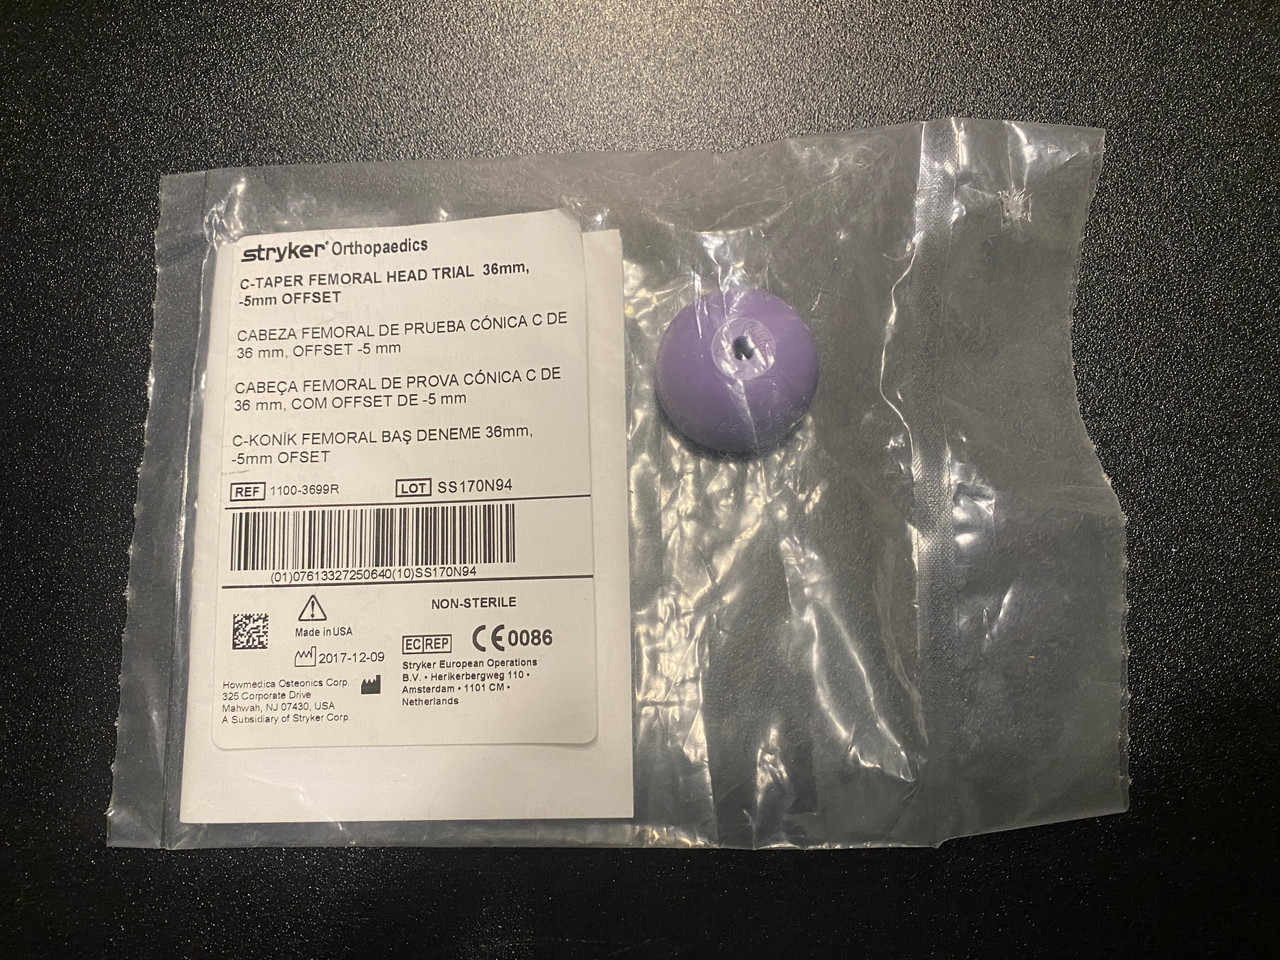 stryker® Orthopaedics
C-TAPER FEMORAL HEAD TRIAL 36mm,
-5mm OFFSET
CABEZA FEMORAL DE PRUEBA CÓNICA C DE
36 mm, OFFSET -5 mm
CABEÇA FEMORAL DE PROVA CÓNICA C DE
36 mm, COM OFFSET DE -5 mm
C-KONİK FEMORAL BAŞ DENEME 36mm,
-5mm OFSET
REF 1100-3699R LOT SS170N94
(01)07613327250640(10)SS170N94
NON-STERILE
Made in USA
2017-12-09
EC REP CE 0086
Howmedica Osteonics Corp.
325 Corporate Drive
Mahwah, NJ 07430, USA
A Subsidiary of Stryker Corp.
Stryker European Operations
B.V. • Herikerbergweg 110 •
Amsterdam • 1101 CM •
Netherlands